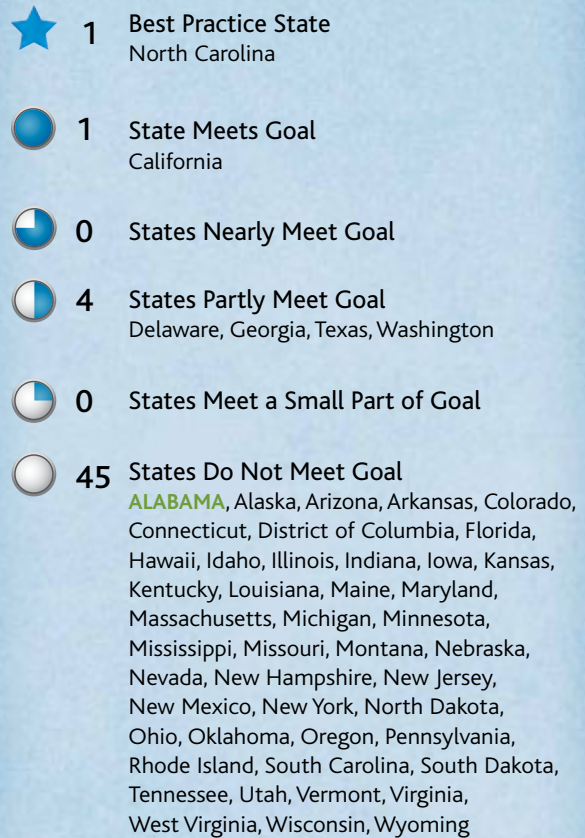 1 Best Practice State
North Carolina
1 State Meets Goal
California
0 States Nearly Meet Goal
4 States Partly Meet Goal
Delaware, Georgia, Texas, Washington
0 States Meet a Small Part of Goal
45 States Do Not Meet Goal
ALABAMA, Alaska, Arizona, Arkansas, Colorado,
Connecticut, District of Columbia, Florida,
Hawaii, Idaho, Illinois, Indiana, Iowa, Kansas,
Kentucky, Louisiana, Maine, Maryland,
Massachusetts, Michigan, Minnesota,
Mississippi, Missouri, Montana, Nebraska,
Nevada, New Hampshire, New Jersey,
New Mexico, New York, North Dakota,
Ohio, Oklahoma, Oregon, Pennsylvania,
Rhode Island, South Carolina, South Dakota,
Tennessee, Utah, Vermont, Virginia,
West Virginia, Wisconsin, Wyoming